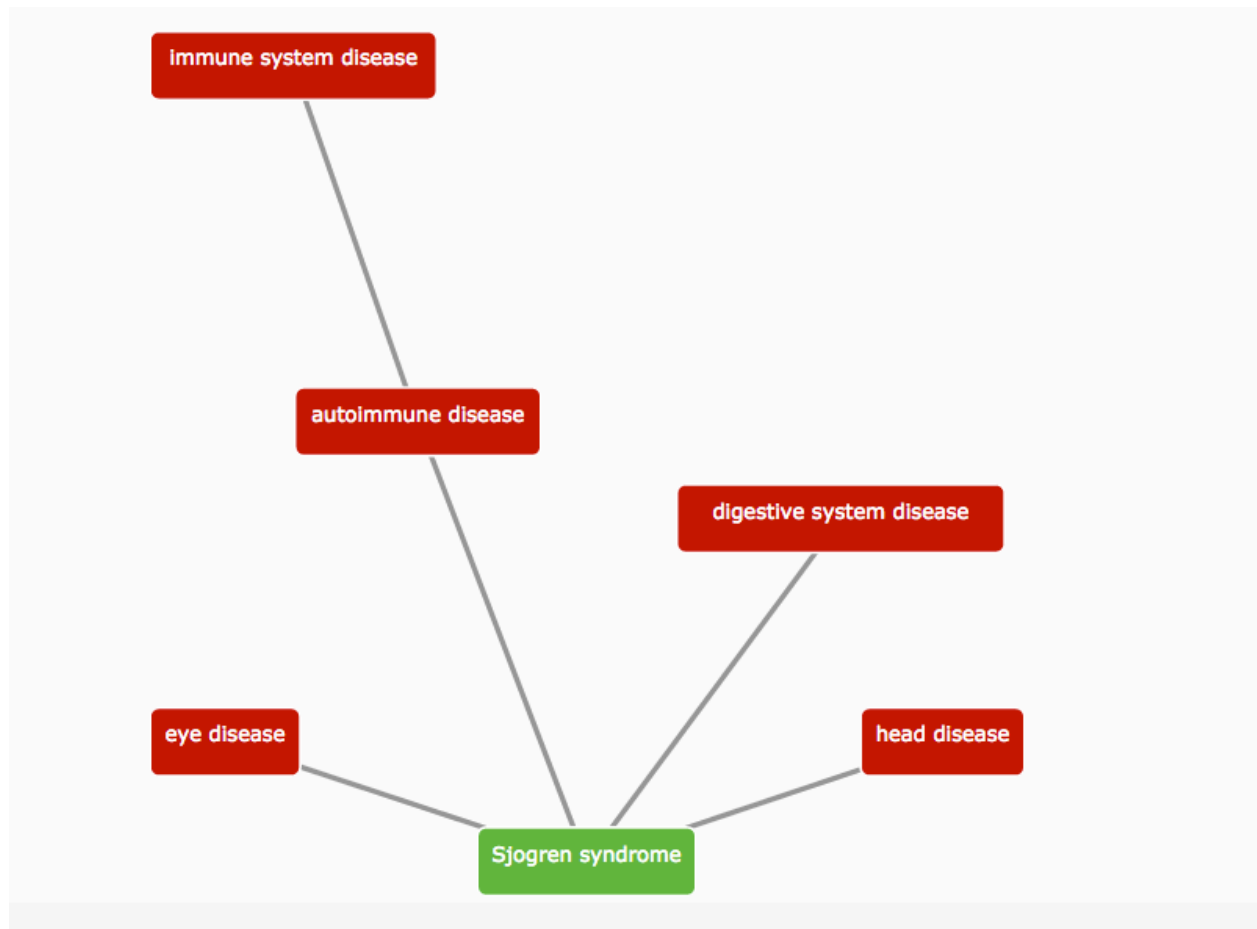 immune system disease
autoimmune disease
digestive system disease
eye disease
head disease
Sjogren syndrome